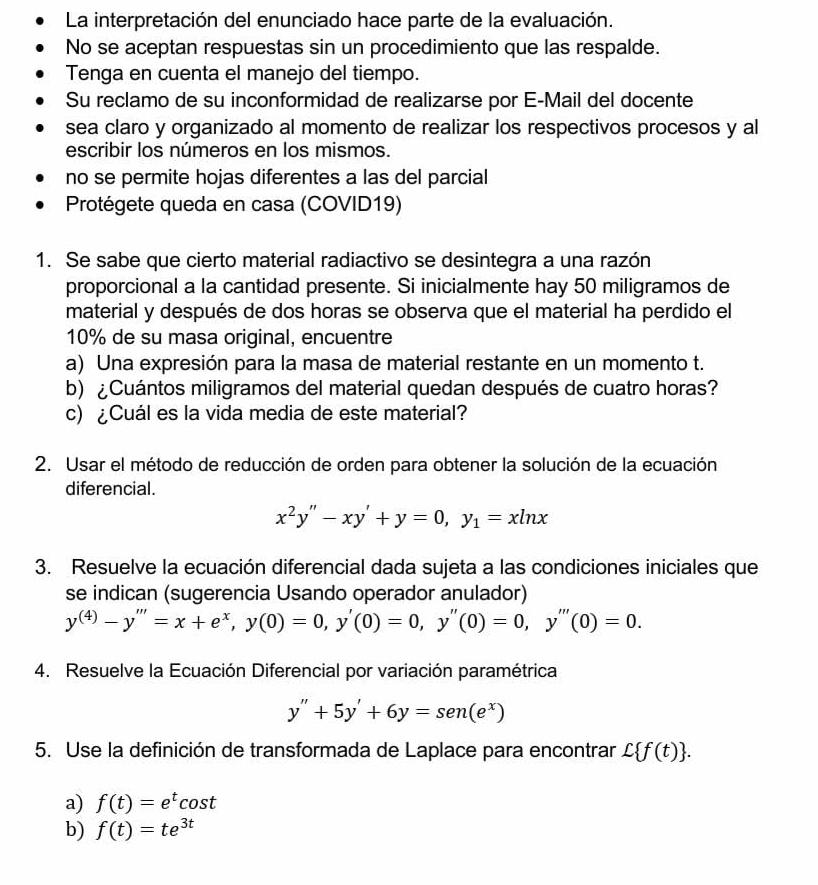 • La interpretación del enunciado hace parte de la evaluación.
• No se aceptan respuestas sin un procedimiento que las respalde.
• Tenga en cuenta el manejo del tiempo.
• Su reclamo de su inconformidad de realizarse por E-Mail del docente
• sea claro y organizado al momento de realizar los respectivos procesos y al
escribir los números en los mismos.
• no se permite hojas diferentes a las del parcial
• Protégete queda en casa (COVID19)
1. Se sabe que cierto material radiactivo se desintegra a una razón
proporcional a la cantidad presente. Si inicialmente hay 50 miligramos de
material y después de dos horas se observa que el material ha perdido el
10% de su masa original, encuentre
a) Una expresión para la masa de material restante en un momento t.
b) ¿Cuántos miligramos del material quedan después de cuatro horas?
c) ¿Cuál es la vida media de este material?
2. Usar el método de reducción de orden para obtener la solución de la ecuación
diferencial.
x²y'' − xy' + y = 0, y₁ = xlnx
3. Resuelve la ecuación diferencial dada sujeta a las condiciones iniciales que
se indican (sugerencia Usando operador anulador)
y⁽⁴⁾ − y''' = x + eˣ, y(0) = 0, y'(0) = 0, y''(0) = 0, y'''(0) = 0.
4. Resuelve la Ecuación Diferencial por variación paramétrica
y'' + 5y' + 6y = sen(eˣ)
5. Use la definición de transformada de Laplace para encontrar ℒ{f(t)}.
a) f(t) = eᵗcost
b) f(t) = te³ᵗ